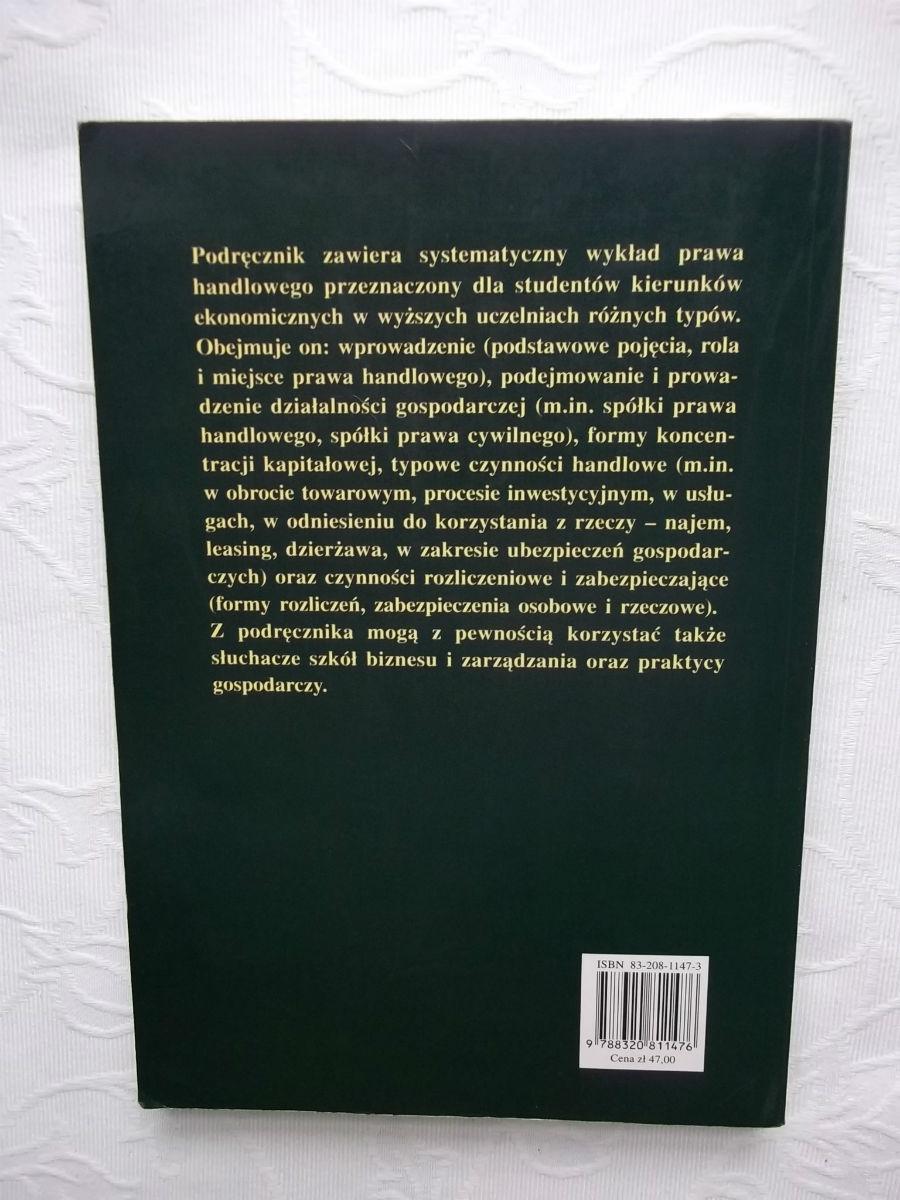 Podręcznik zawiera systematyczny wykład prawa
handlowego przeznaczony dla studentów kierunków
ekonomicznych w wyższych uczelniach różnych typów.
Obejmuje on: wprowadzenie (podstawowe pojęcia, rola
i miejsce prawa handlowego), podejmowanie i prowa-
dzenie działalności gospodarczej (m.in. spółki prawa
handlowego, spółki prawa cywilnego), formy koncen-
tracji kapitałowej, typowe czynności handlowe (m.in.
w obrocie towarowym, procesie inwestycyjnym, w usłu-
gach, w odniesieniu do korzystania z rzeczy – najem,
leasing, dzierżawa, w zakresie ubezpieczeń gospodar-
czych) oraz czynności rozliczeniowe i zabezpieczające
(formy rozliczeń, zabezpieczenia osobowe i rzeczowe).
Z podręcznika mogą z pewnością korzystać także
słuchacze szkół biznesu i zarządzania oraz praktycy
gospodarczy.
ISBN 83-208-1147-3
9 788320 811476
Cena zł 47,00